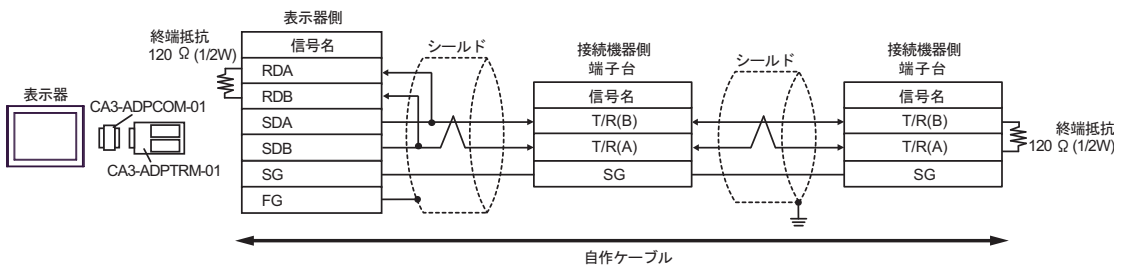 表示器側
終端抵抗
120 Ω (1/2W)
信号名
RDA
RDB
SDA
SDB
SG
FG
表示器
CA3-ADPCOM-01
CA3-ADPTRM-01
シールド
接続機器側
端子台
信号名
T/R(B)
T/R(A)
SG
シールド
接続機器側
端子台
信号名
T/R(B)
T/R(A)
SG
終端抵抗
120 Ω (1/2W)
自作ケーブル